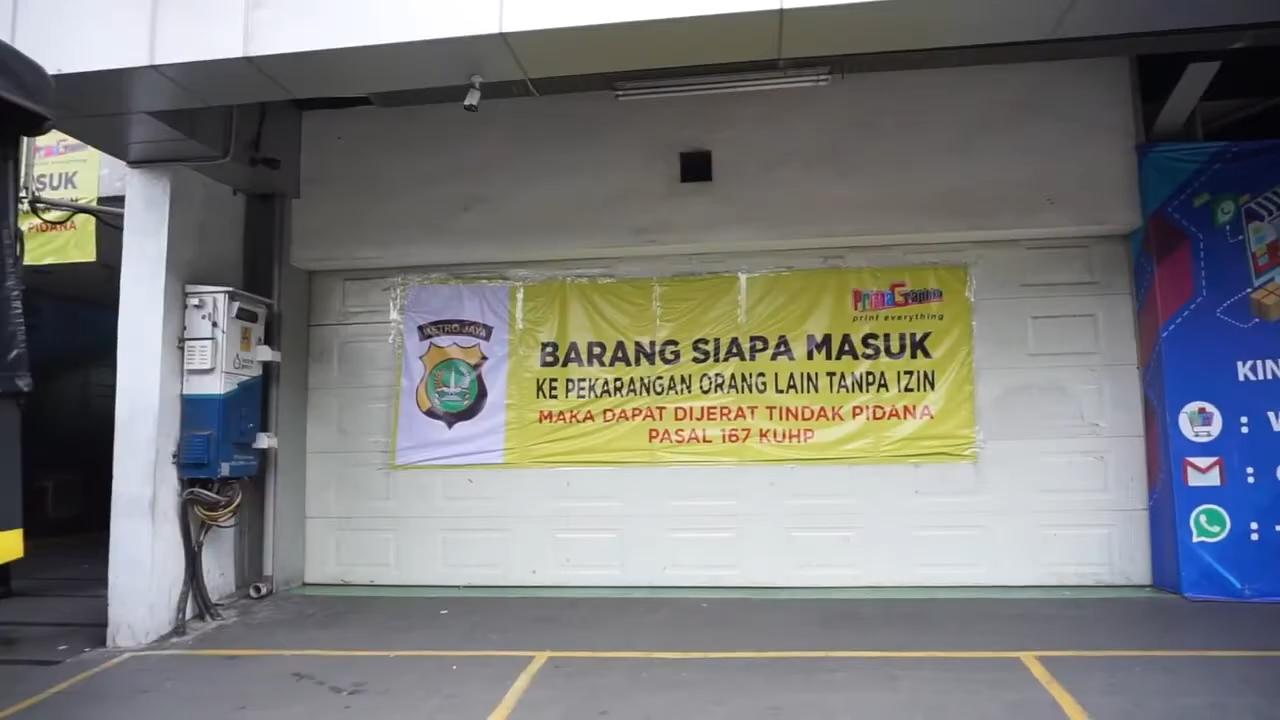 SUK
PIDANA
METRO JAYA
PrimaGraphia
print everything
BARANG SIAPA MASUK
KE PEKARANGAN ORANG LAIN TANPA IZIN
MAKA DAPAT DIJERAT TINDAK PIDANA
PASAL 167 KUHP
KIN
: W
:
: